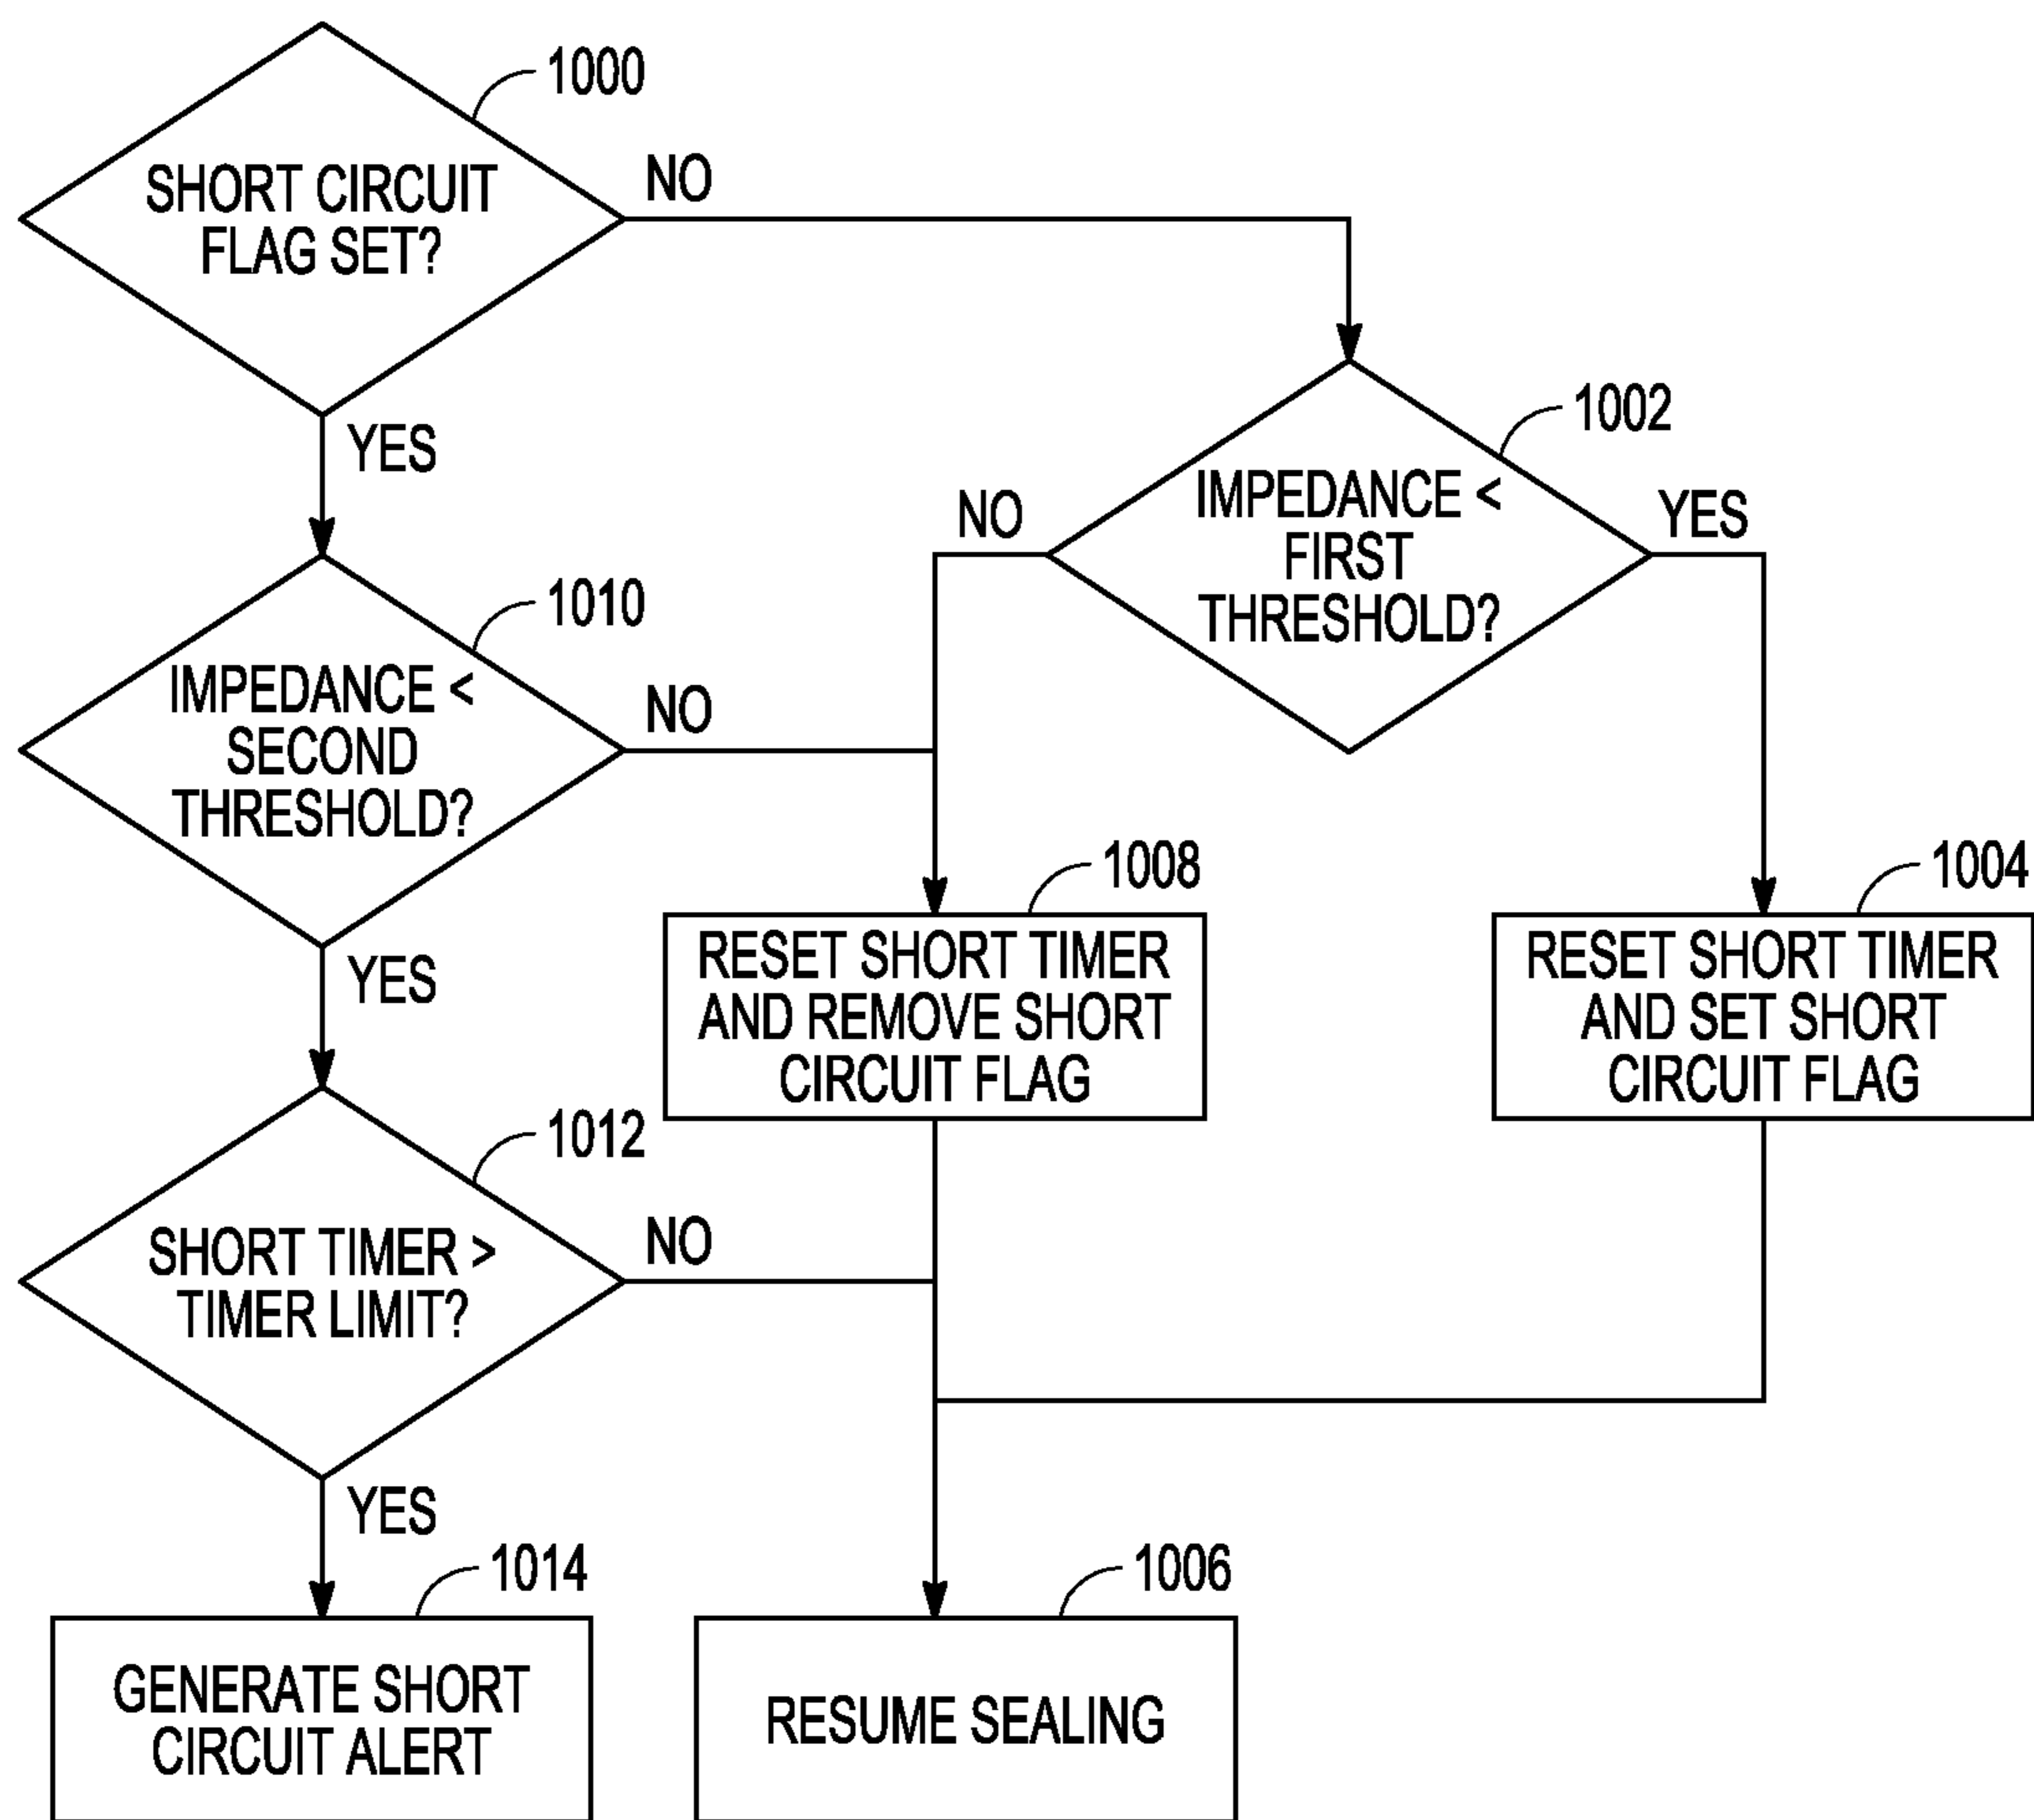 1000
SHORT CIRCUIT
FLAG SET?
NO
YES
1002
IMPEDANCE <
FIRST
THRESHOLD?
NO
YES
1010
IMPEDANCE <
SECOND
THRESHOLD?
NO
YES
1008
RESET SHORT TIMER
AND REMOVE SHORT
CIRCUIT FLAG
1004
RESET SHORT TIMER
AND SET SHORT
CIRCUIT FLAG
1012
SHORT TIMER >
TIMER LIMIT?
NO
YES
1014
GENERATE SHORT
CIRCUIT ALERT
1006
RESUME SEALING